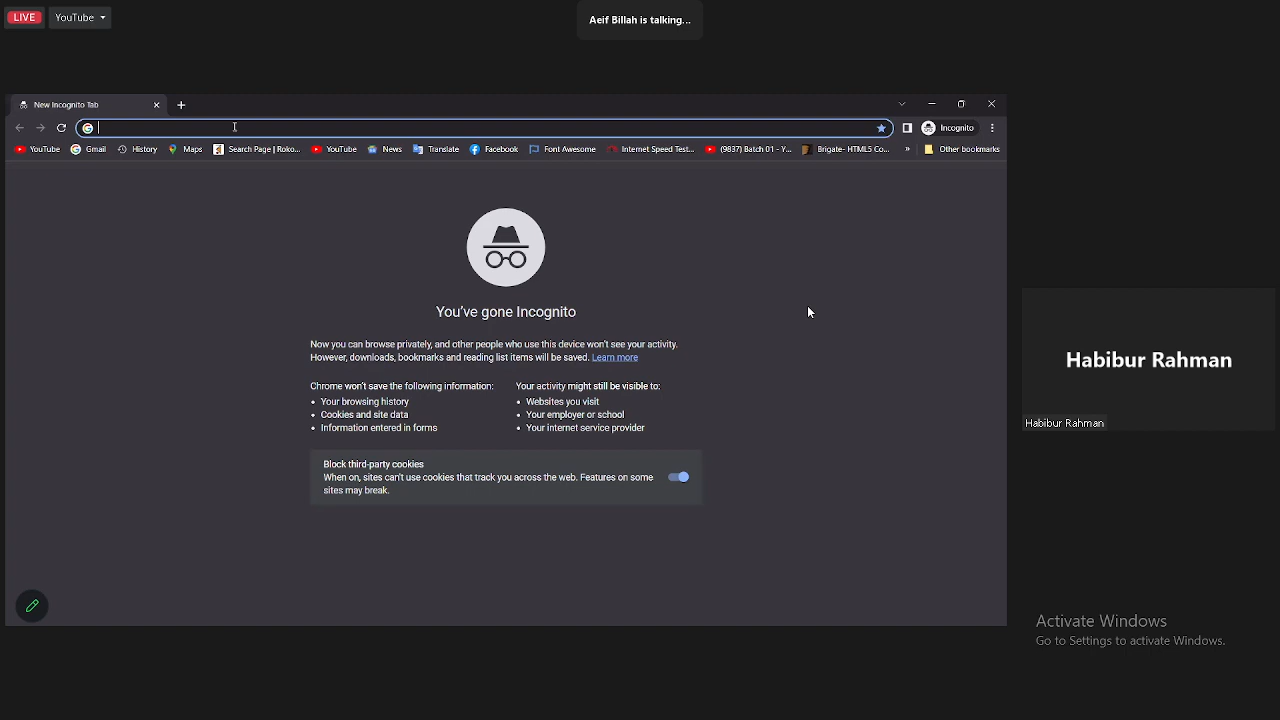 LIVE
YouTube
Aeif Billah is talking...
New Incognito Tab
Incognito
YouTube
Gmail
History
Maps
Search Page | Roko...
YouTube
News
Translate
Facebook
Font Awesome
Internet Speed Test...
(9837) Batch 01 - Y...
Brigate- HTML5 Co...
»
Other bookmarks
You've gone Incognito
Now you can browse privately, and other people who use this device won't see your activity.
However, downloads, bookmarks and reading list items will be saved. Learn more
Chrome won't save the following information:
• Your browsing history
• Cookies and site data
• Information entered in forms
Your activity might still be visible to:
• Websites you visit
• Your employer or school
• Your internet service provider
Block third-party cookies
When on, sites can't use cookies that track you across the web. Features on some
sites may break.
Habibur Rahman
Habibur Rahman
Activate Windows
Go to Settings to activate Windows.